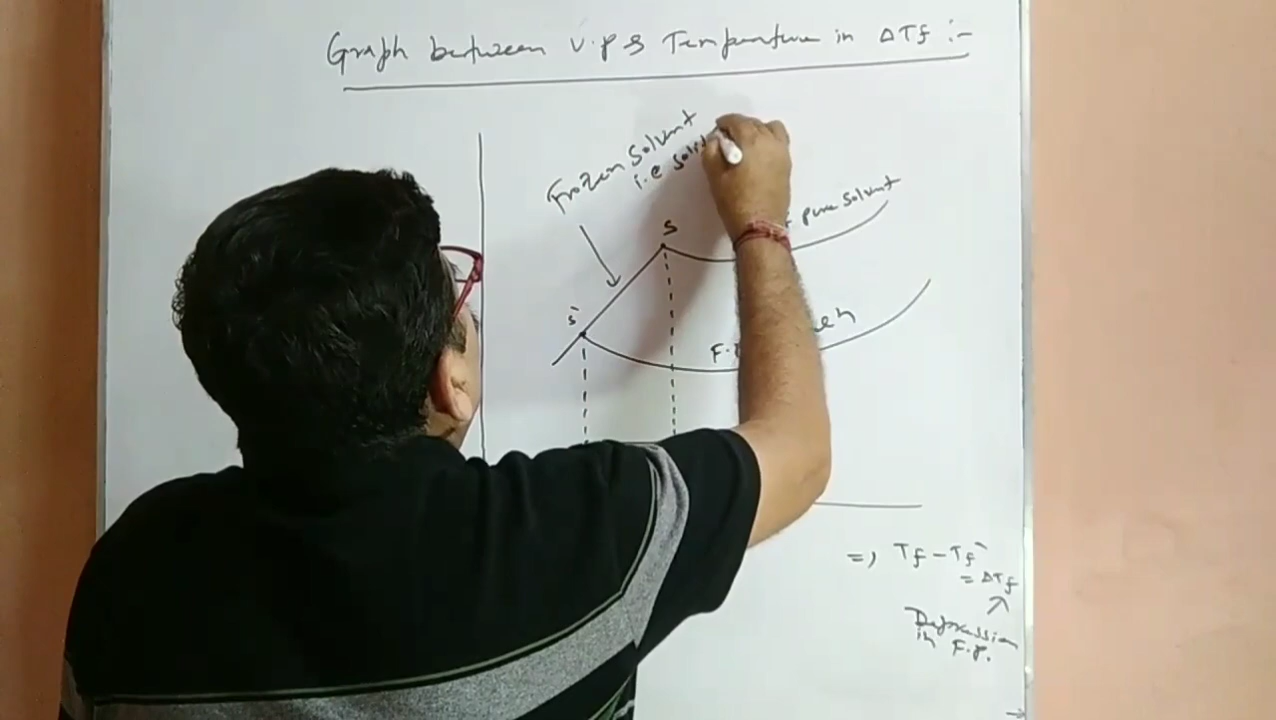 Graph between V.P & Temperature in ΔTf :-
Frozen Solvent
i.e solid
S
pure solvent
S`
F.P
=) Tf - Tf`
= ΔTf
Depression
in F.P.